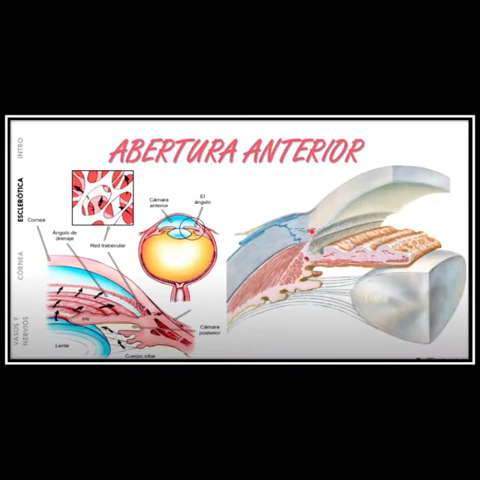 ABERTURA ANTERIOR
INTRO
ESCLERÓTICA
CÓRNEA
VASOS Y
NERVIOS
Cámara
anterior
El
ángulo
Cornea
Ángulo de
drenaje
Red trabecular
Iris
Cámara
posterior
Lente
Cuerpo ciliar